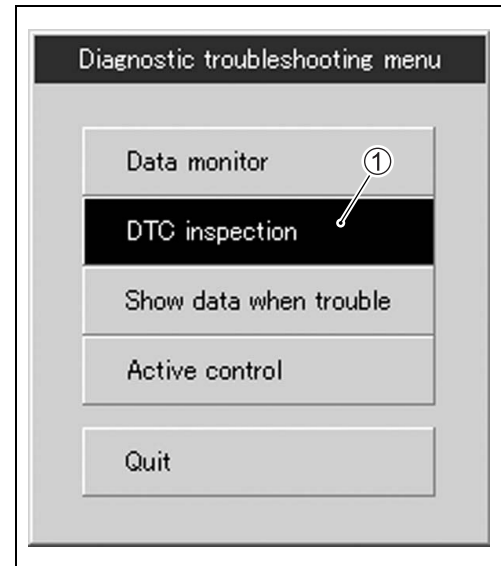 Diagnostic troubleshooting menu
Data monitor
①
DTC inspection
Show data when trouble
Active control
Quit